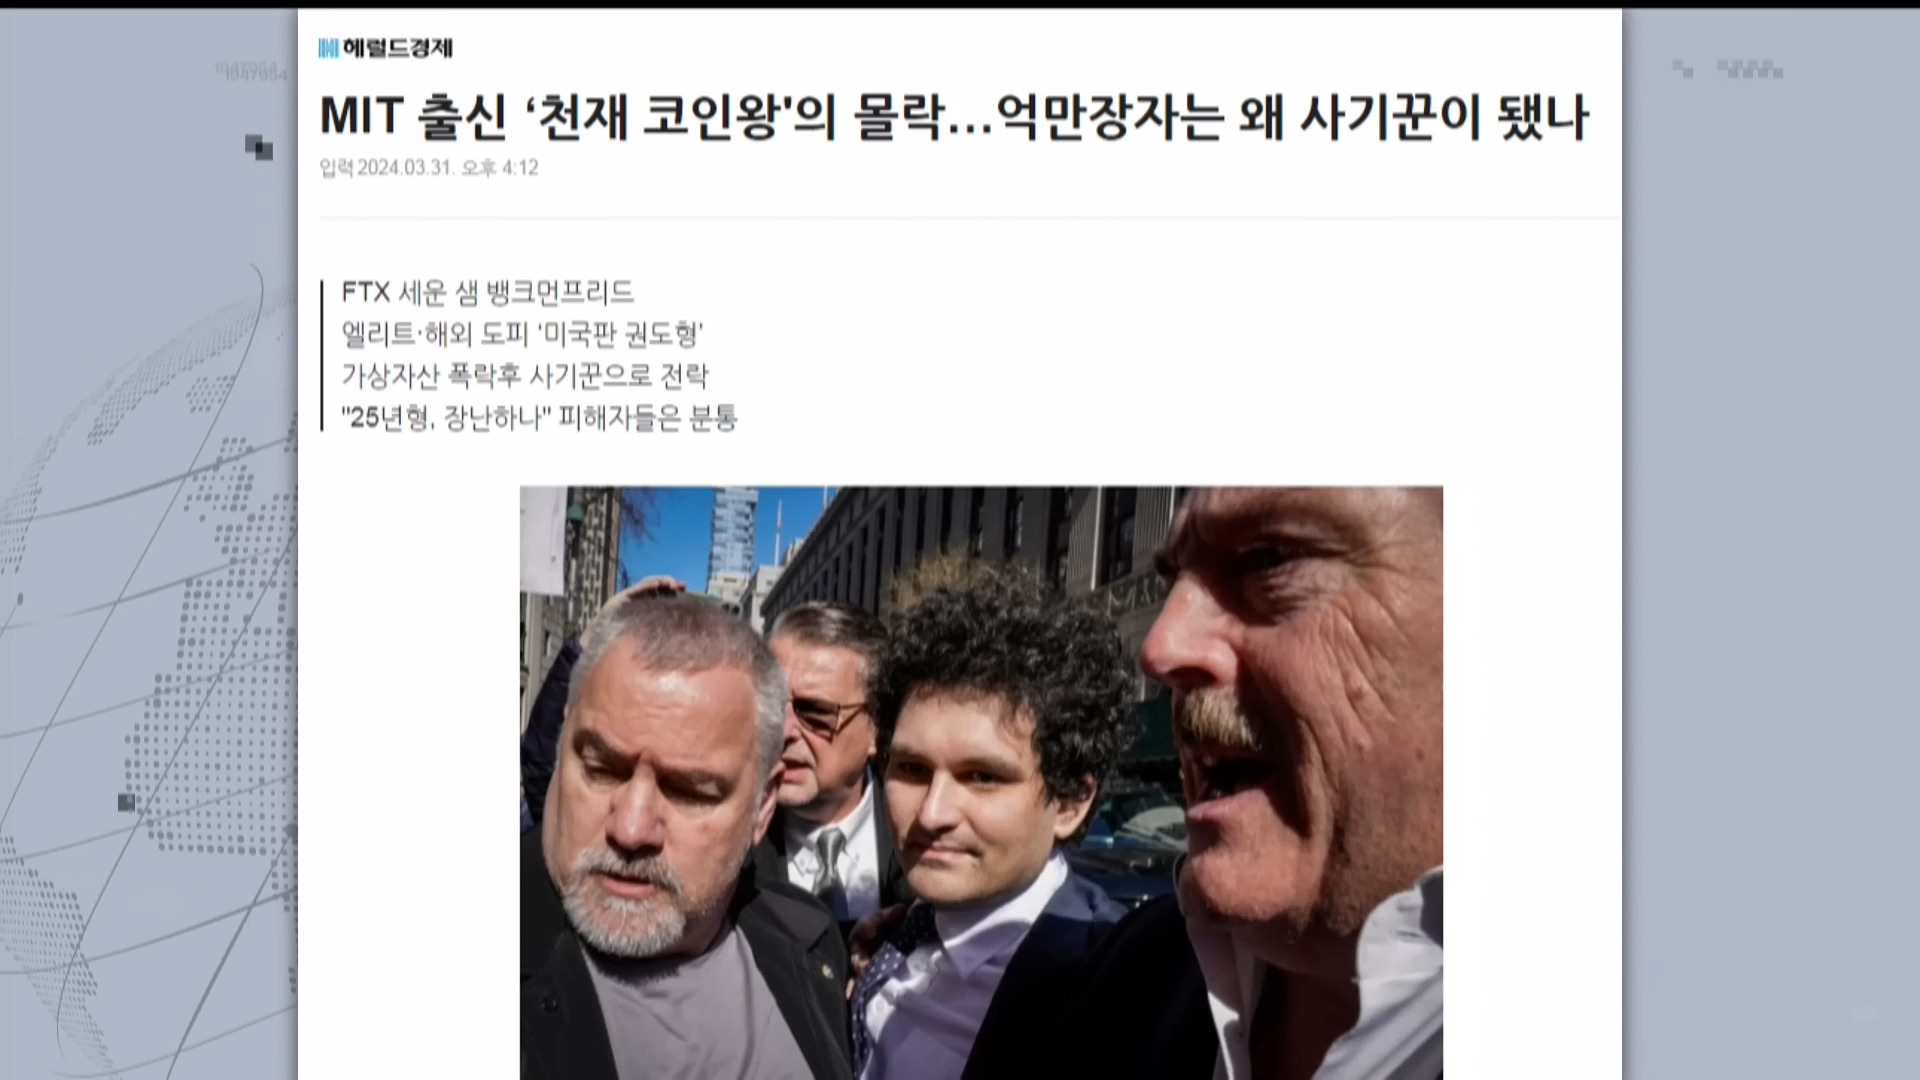 헤럴드경제
MIT 출신 ‘천재 코인왕'의 몰락...억만장자는 왜 사기꾼이 됐나
입력 2024.03.31. 오후 4:12
FTX 세운 샘 뱅크먼프리드
엘리트·해외 도피 ‘미국판 권도형’
가상자산 폭락후 사기꾼으로 전락
"25년형, 장난하나" 피해자들은 분통